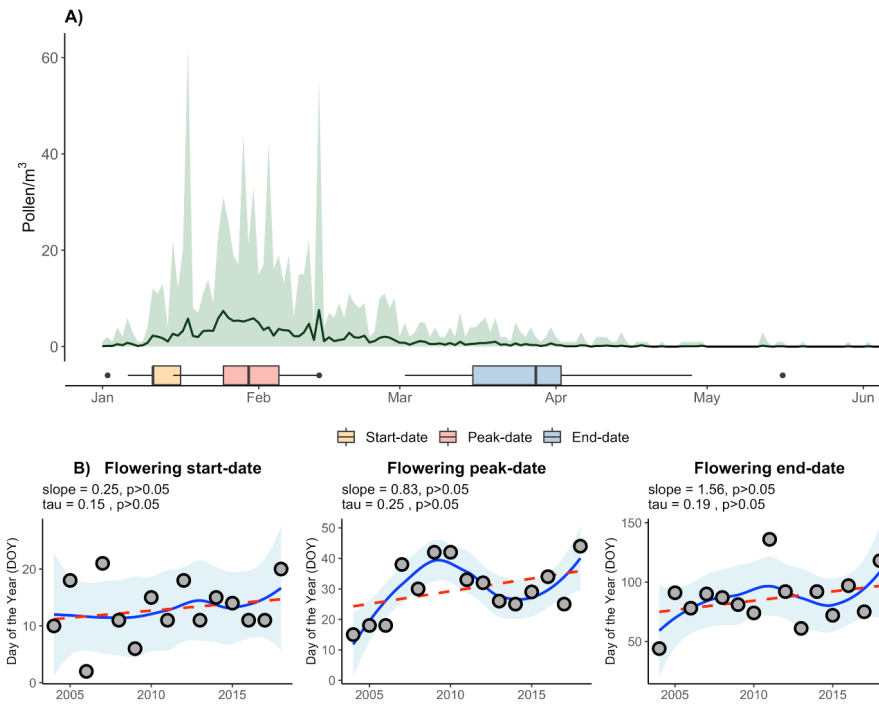 A)
Pollen/m³
60
40
20
0
Jan Feb Mar Apr May Jun
Start-date Peak-date End-date
B) Flowering start-date
slope = 0.25, p>0.05
tau = 0.15 , p>0.05
Day of the Year (DOY)
20
10
0
2005 2010 2015
Flowering peak-date
slope = 0.83, p>0.05
tau = 0.25 , p>0.05
Day of the Year (DOY)
50
40
30
20
10
0
2005 2010 2015
Flowering end-date
slope = 1.56, p>0.05
tau = 0.19 , p>0.05
Day of the Year (DOY)
150
100
50
2005 2010 2015